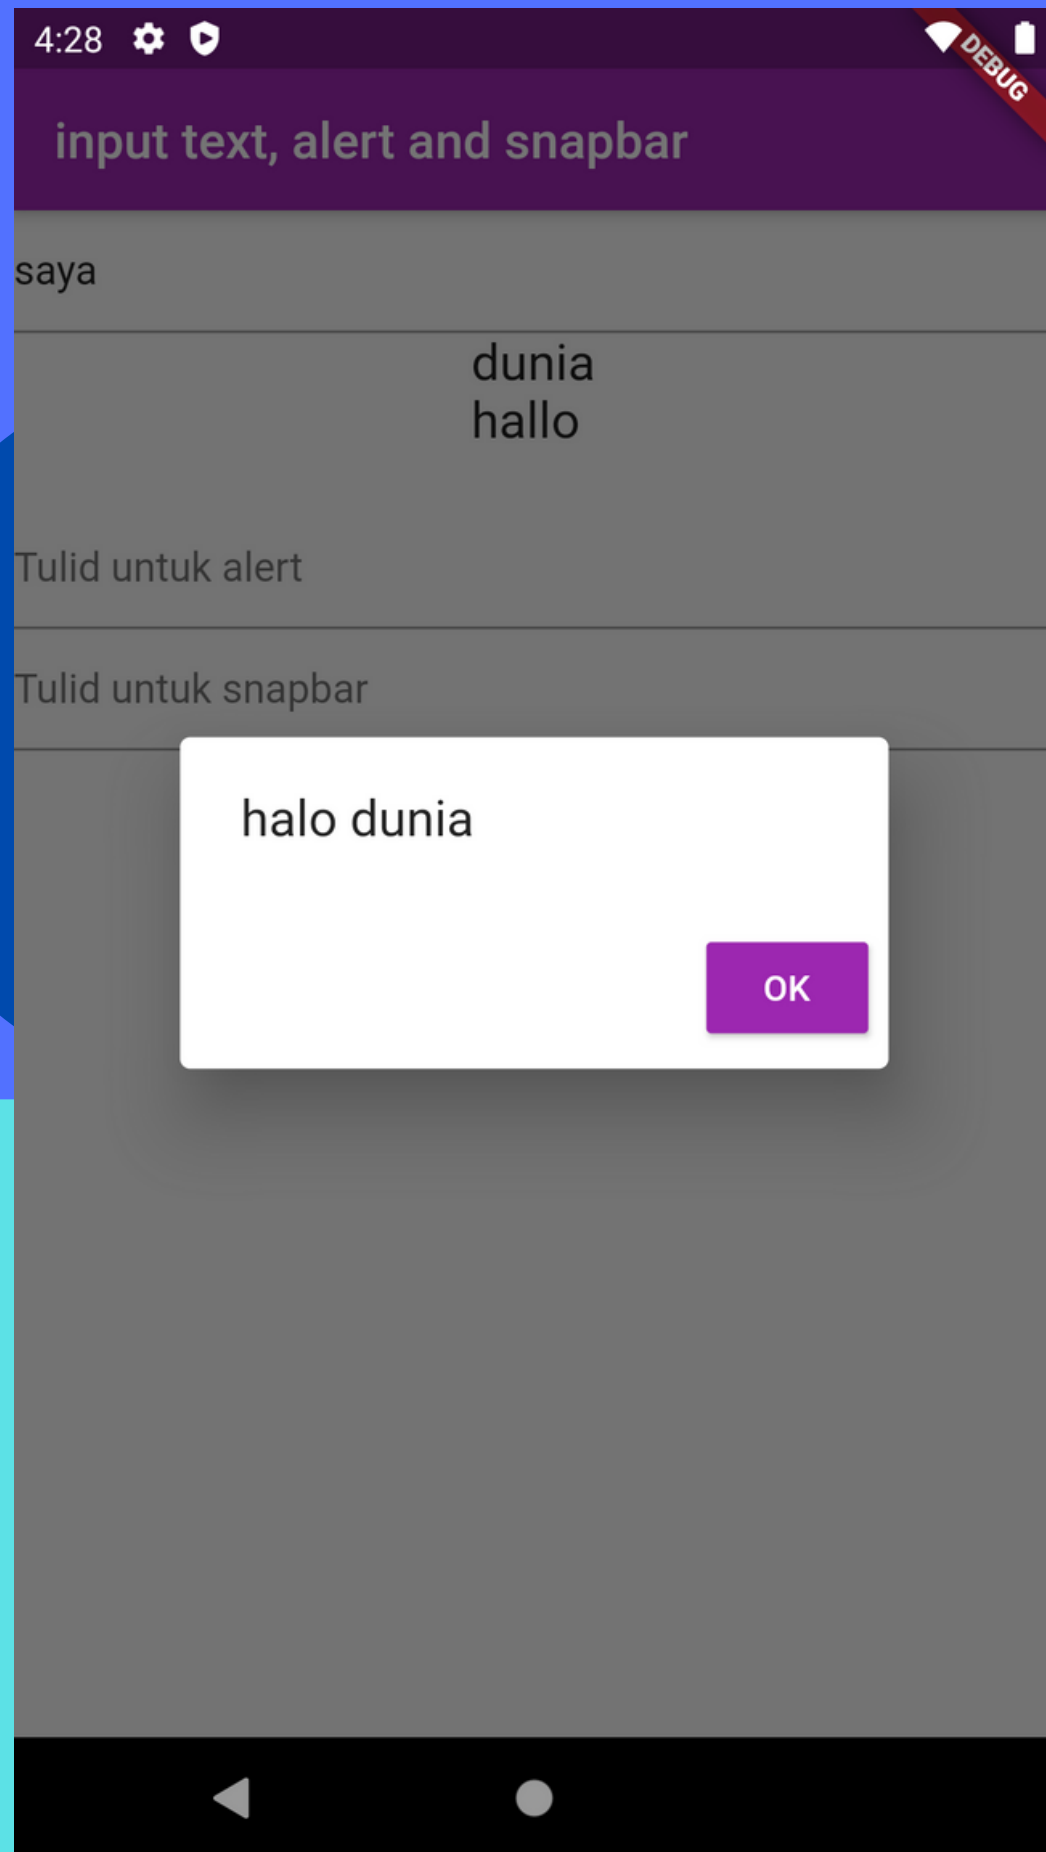 4:28
DEBUG
input text, alert and snapbar
saya
dunia
hallo
Tulid untuk alert
Tulid untuk snapbar
halo dunia
OK